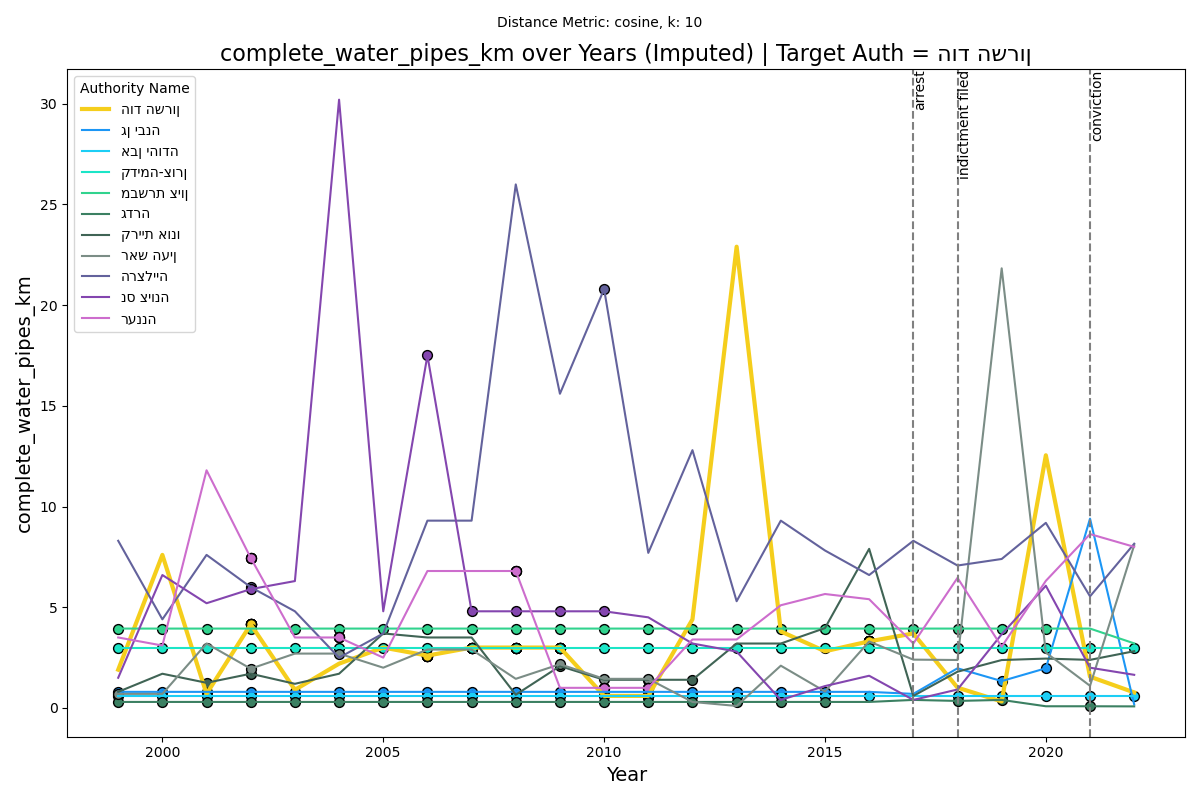 Distance Metric: cosine, k: 10
complete_water_pipes_km over Years (Imputed) | Target Auth = הוד השרון
Authority Name
הוד השרון
גן יבנה
אבן יהודה
קדימה-צורן
מבשרת ציון
גדרה
קריית אונו
ראש העין
הרצלייה
נס ציונה
רעננה
arrest
indictment filed
conviction
complete_water_pipes_km
30
25
20
15
10
5
0
2000
2005
2010
2015
2020
Year